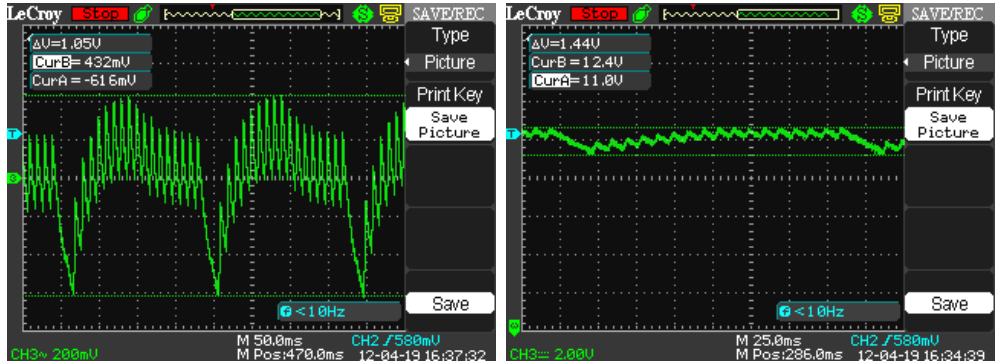 LeCroy Stop S SAVE/REC
ΔV=1.05V
CurB= 432mV
CurA = -616mV
Type
Picture
Print Key
Save
Picture
Save
T
3
<10Hz
M 50.0ms CH2 580mV
CH3~ 200mV M Pos:470.0ms 12-04-19 16:37:32
LeCroy Stop S SAVE/REC
ΔV=1.44V
CurB = 12.4V
CurA= 11.0V
Type
Picture
Print Key
Save
Picture
Save
T
<10Hz
M 25.0ms CH2 580mV
CH3 2.00V M Pos:286.0ms 12-04-19 16:34:39